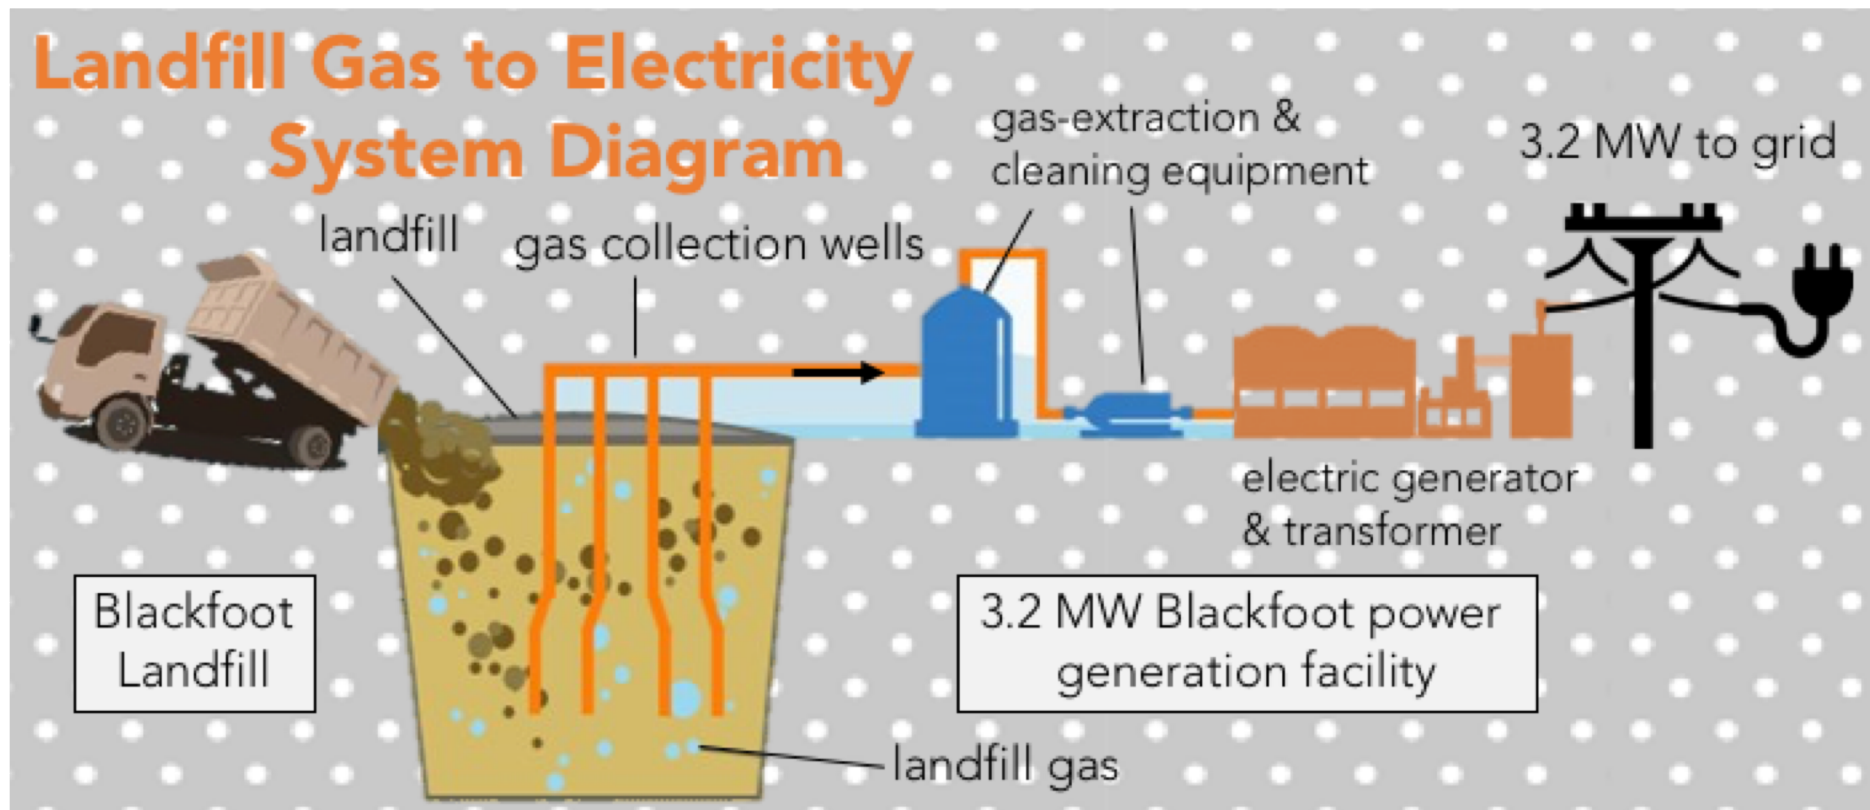 Landfill Gas to Electricity
System Diagram
gas-extraction &
cleaning equipment
3.2 MW to grid
landfill
gas collection wells
electric generator
& transformer
Blackfoot
Landfill
3.2 MW Blackfoot power
generation facility
landfill gas